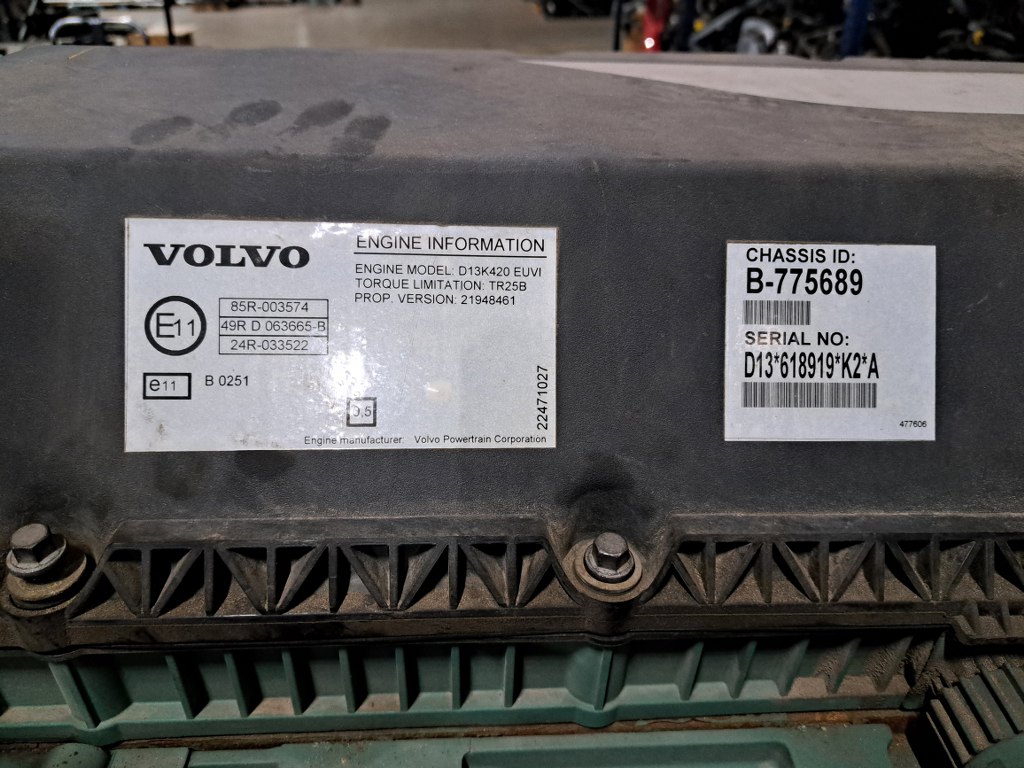 VOLVO
ENGINE INFORMATION
ENGINE MODEL: D13K420 EUVI
TORQUE LIMITATION: TR25B
PROP. VERSION: 21948461
E11
85R-003574
49R D 063665-B
24R-033522
e11
B 0251
0,5
22471027
Engine manufacturer Volvo Powertrain Corporation
CHASSIS ID:
B-775689
SERIAL NO:
D13*618919*K2*A
477606